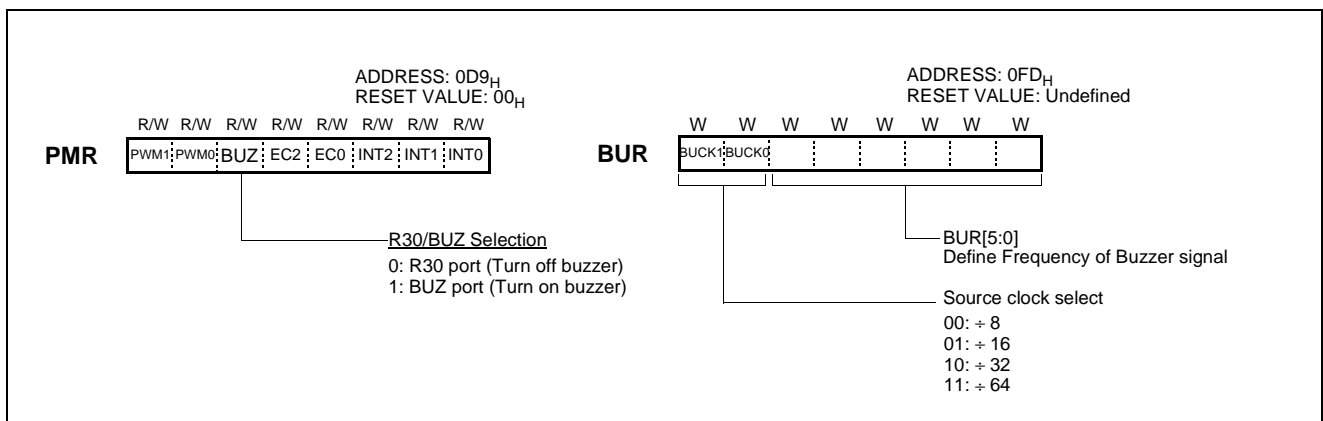 ADDRESS: 0D9H
RESET VALUE: 00H
R/W R/W R/W R/W R/W R/W R/W R/W
PMR PWM1 PWM0 BUZ EC2 EC0 INT2 INT1 INT0
R30/BUZ Selection
0: R30 port (Turn off buzzer)
1: BUZ port (Turn on buzzer)
ADDRESS: 0FDH
RESET VALUE: Undefined
W W W W W W W W
BUR BUCK1 BUCK0
BUR[5:0]
Define Frequency of Buzzer signal
Source clock select
00: ÷ 8
01: ÷ 16
10: ÷ 32
11: ÷ 64